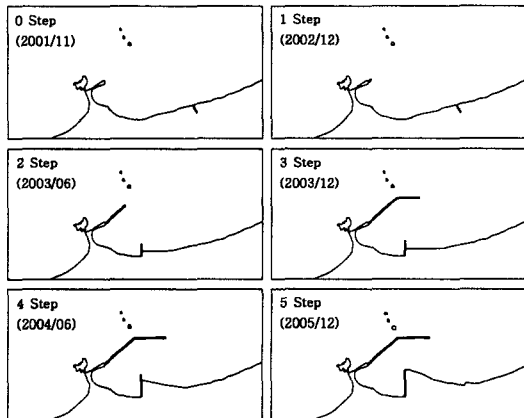 0 Step
(2001/11)
1 Step
(2002/12)
2 Step
(2003/06)
3 Step
(2003/12)
4 Step
(2004/06)
5 Step
(2005/12)